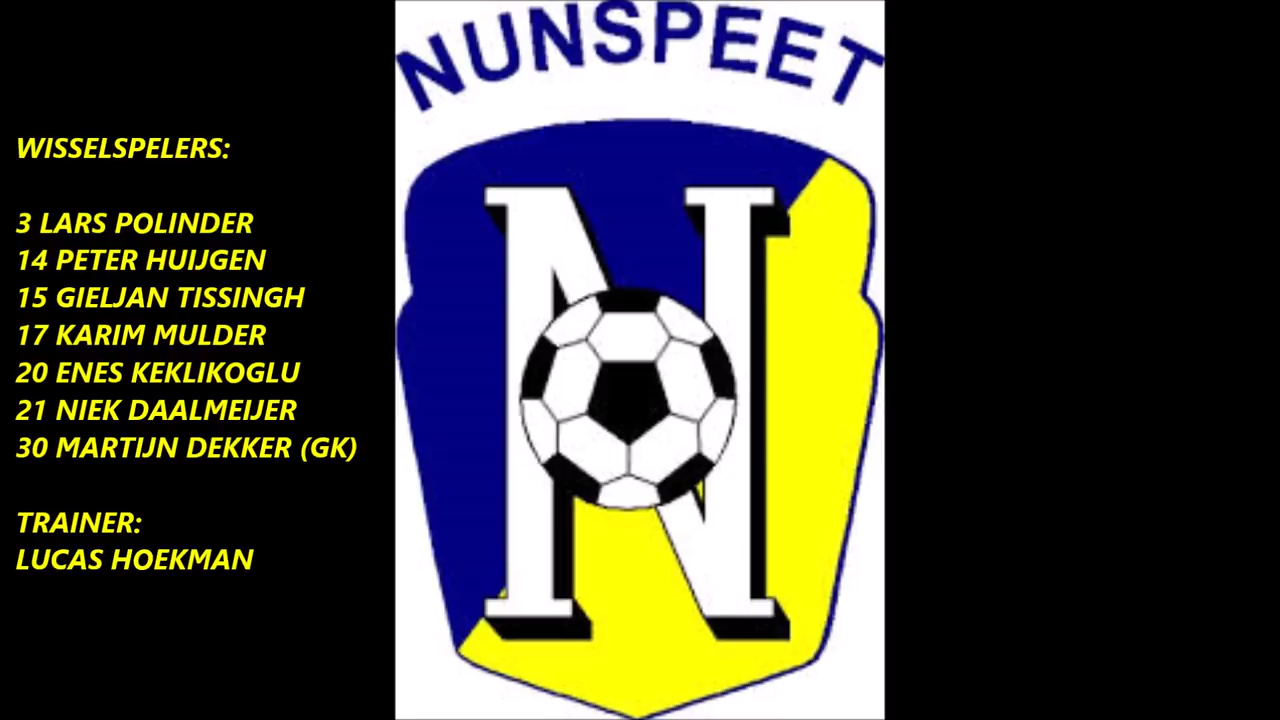 NUNSPEET
WISSELSPELERS:
3 LARS POLINDER
14 PETER HUIJGEN
15 GIELJAN TISSINGH
17 KARIM MULDER
20 ENES KEKLIKOGLU
21 NIEK DAALMEIJER
30 MARTIJN DEKKER (GK)
TRAINER:
LUCAS HOEKMAN
N